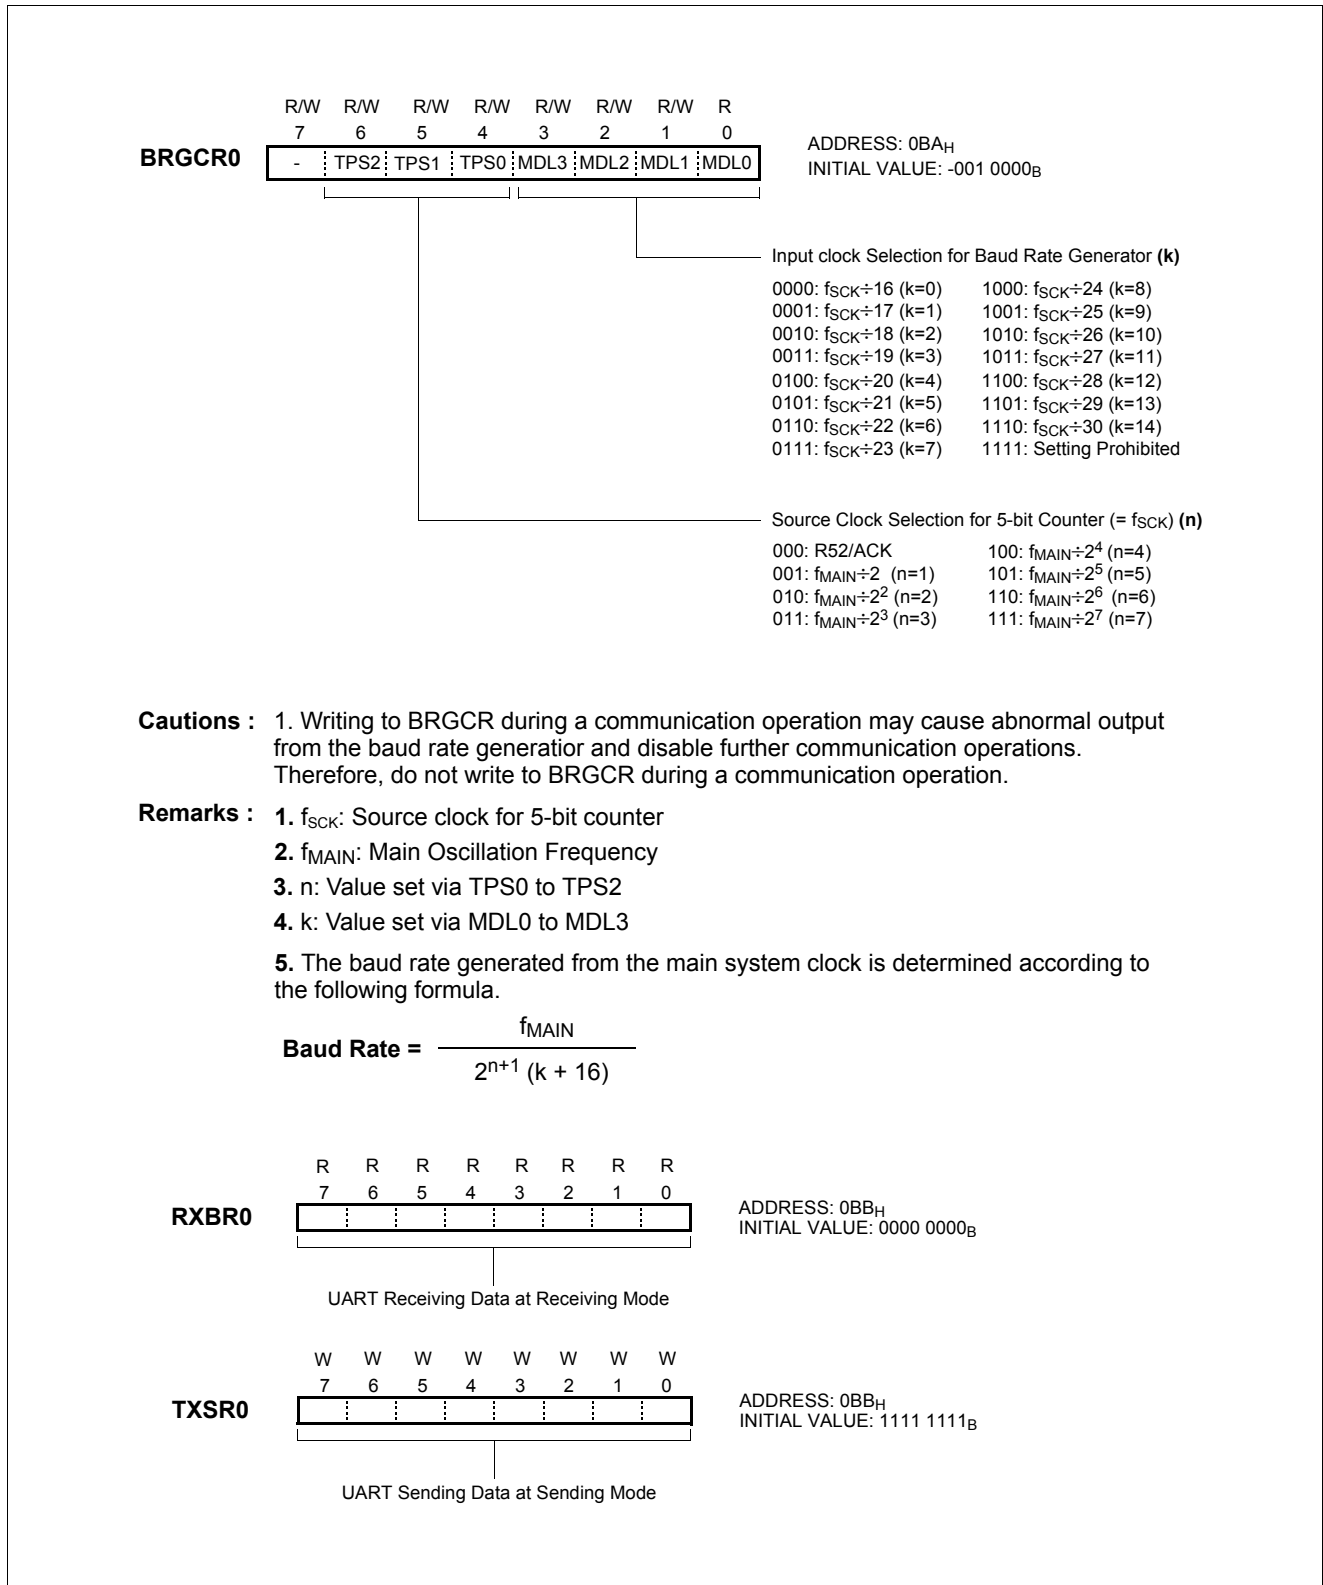 R/W R/W R/W R/W R/W R/W R/W R
7 6 5 4 3 2 1 0
BRGCR0 - TPS2 TPS1 TPS0 MDL3 MDL2 MDL1 MDL0
ADDRESS: 0BAH
INITIAL VALUE: -001 0000B
Input clock Selection for Baud Rate Generator (k)
0000: fSCK÷16 (k=0) 1000: fSCK÷24 (k=8)
0001: fSCK÷17 (k=1) 1001: fSCK÷25 (k=9)
0010: fSCK÷18 (k=2) 1010: fSCK÷26 (k=10)
0011: fSCK÷19 (k=3) 1011: fSCK÷27 (k=11)
0100: fSCK÷20 (k=4) 1100: fSCK÷28 (k=12)
0101: fSCK÷21 (k=5) 1101: fSCK÷29 (k=13)
0110: fSCK÷22 (k=6) 1110: fSCK÷30 (k=14)
0111: fSCK÷23 (k=7) 1111: Setting Prohibited
Source Clock Selection for 5-bit Counter (= fSCK) (n)
000: R52/ACK 100: fMAIN÷2⁴ (n=4)
001: fMAIN÷2 (n=1) 101: fMAIN÷2⁵ (n=5)
010: fMAIN÷2² (n=2) 110: fMAIN÷2⁶ (n=6)
011: fMAIN÷2³ (n=3) 111: fMAIN÷2⁷ (n=7)
Cautions : 1. Writing to BRGCR during a communication operation may cause abnormal output
from the baud rate generatior and disable further communication operations.
Therefore, do not write to BRGCR during a communication operation.
Remarks : 1. fSCK: Source clock for 5-bit counter
2. fMAIN: Main Oscillation Frequency
3. n: Value set via TPS0 to TPS2
4. k: Value set via MDL0 to MDL3
5. The baud rate generated from the main system clock is determined according to
the following formula.
fMAIN
Baud Rate =
2ⁿ⁺¹ (k + 16)
R R R R R R R R
7 6 5 4 3 2 1 0
RXBR0
ADDRESS: 0BBH
INITIAL VALUE: 0000 0000B
UART Receiving Data at Receiving Mode
W W W W W W W W
7 6 5 4 3 2 1 0
TXSR0
ADDRESS: 0BBH
INITIAL VALUE: 1111 1111B
UART Sending Data at Sending Mode